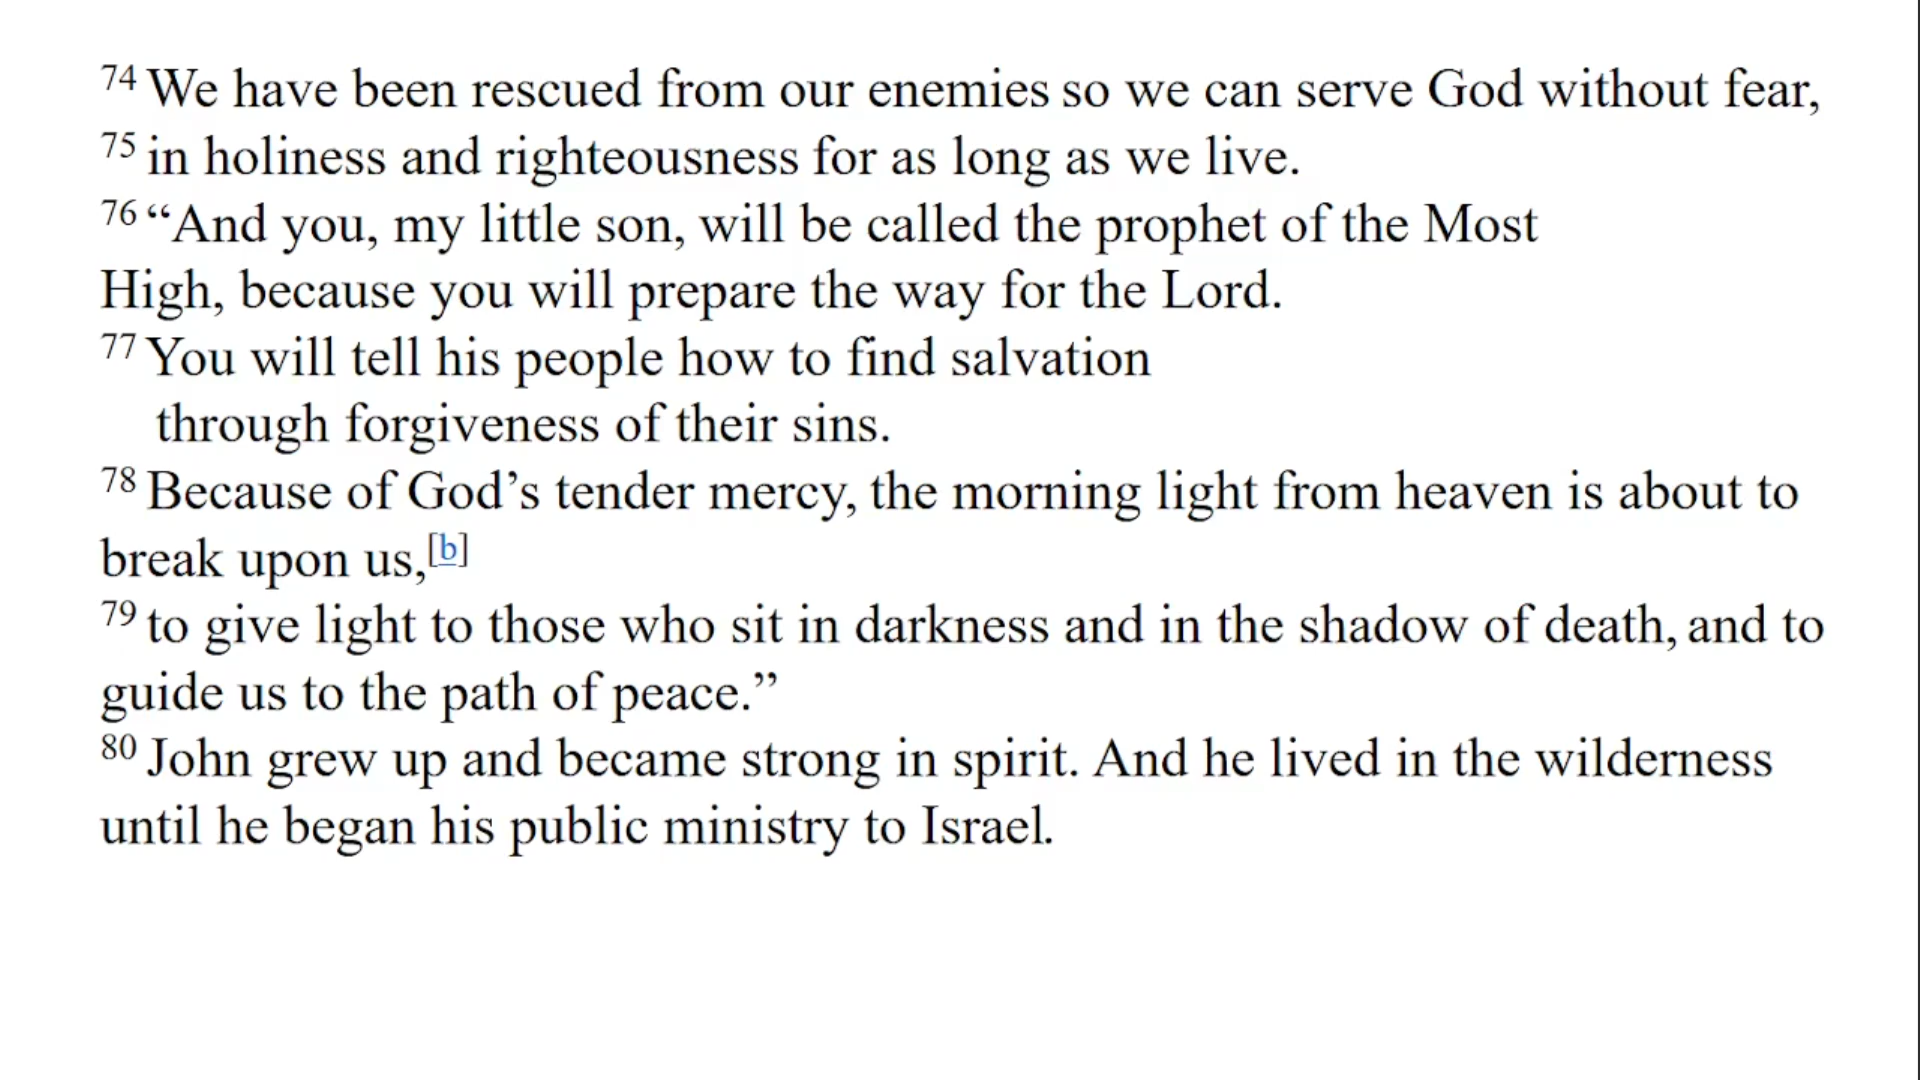 74 We have been rescued from our enemies so we can serve God without fear,
75 in holiness and righteousness for as long as we live.
76 “And you, my little son, will be called the prophet of the Most
High, because you will prepare the way for the Lord.
77 You will tell his people how to find salvation
through forgiveness of their sins.
78 Because of God’s tender mercy, the morning light from heaven is about to
break upon us,[b]
79 to give light to those who sit in darkness and in the shadow of death, and to
guide us to the path of peace.”
80 John grew up and became strong in spirit. And he lived in the wilderness
until he began his public ministry to Israel.